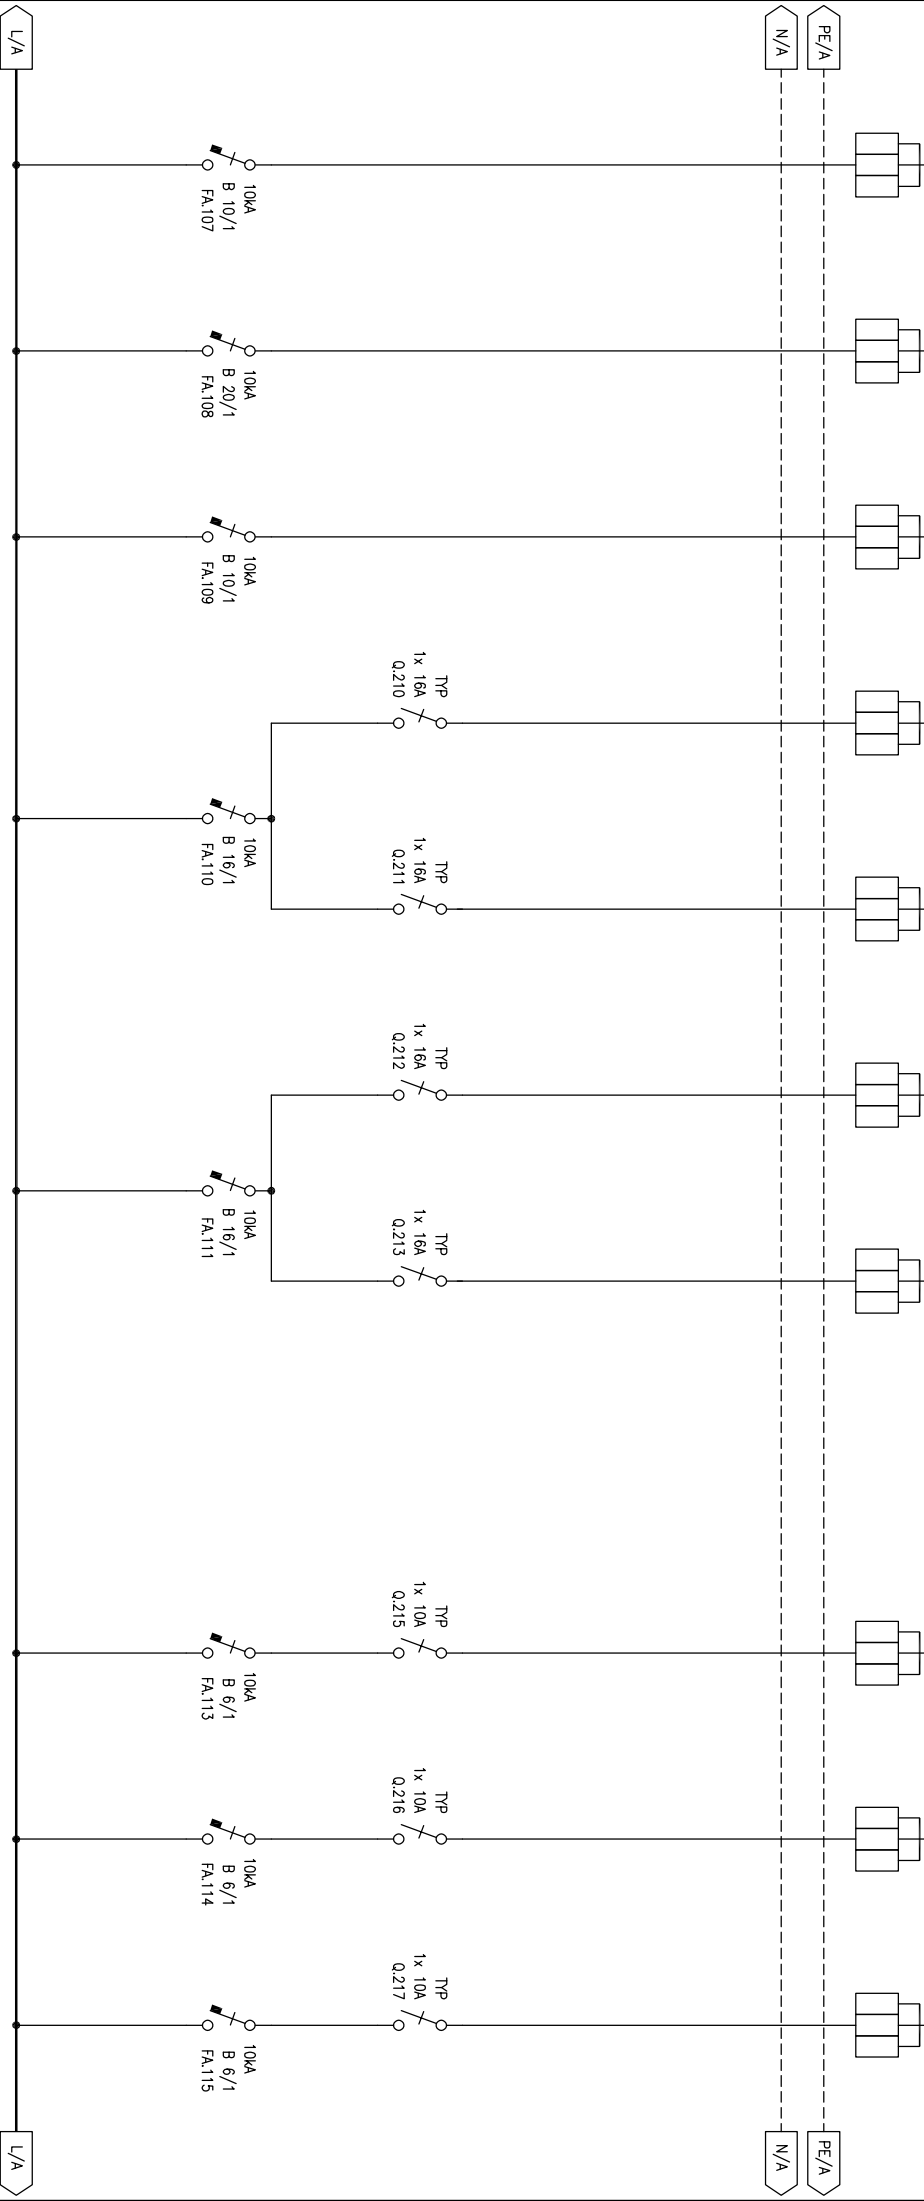 L/A
N/A
PE/A
10kA
B 10/1
FA.107
10kA
B 20/1
FA.108
10kA
B 10/1
FA.109
TYP
1x 16A
Q.210
10kA
B 16/1
FA.110
TYP
1x 16A
Q.211
TYP
1x 16A
Q.212
10kA
B 16/1
FA.111
TYP
1x 16A
Q.213
TYP
1x 10A
Q.215
10kA
B 6/1
FA.113
TYP
1x 10A
Q.216
10kA
B 6/1
FA.114
TYP
1x 10A
Q.217
10kA
B 6/1
FA.115
L/A
N/A
PE/A